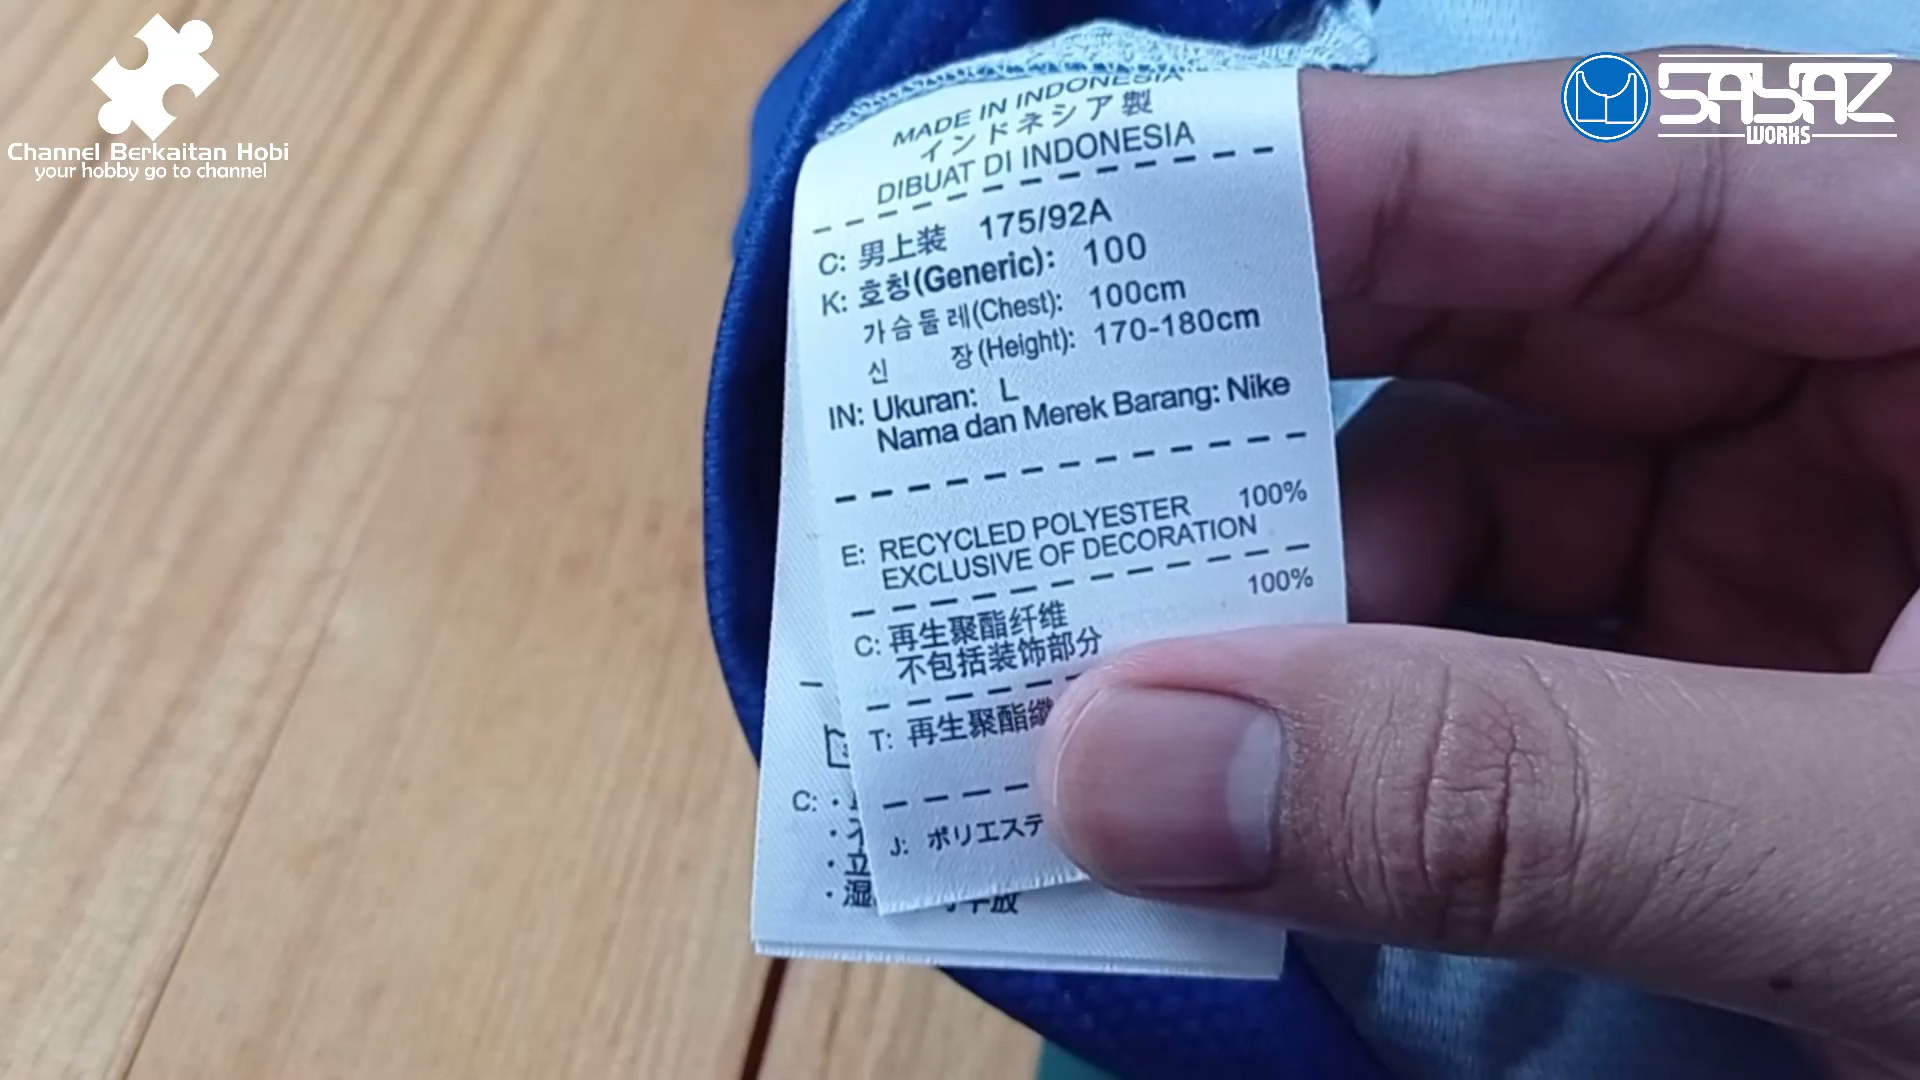 Channel Berkaitan Hobi
your hobby go to channel
SAYAZ
WORKS
MADE IN INDONESIA
インドネシア製
DIBUAT DI INDONESIA
C: 男上装 175/92A
K: 호칭(Generic): 100
가슴둘레(Chest): 100cm
신 장(Height): 170-180cm
IN: Ukuran: L
Nama dan Merek Barang: Nike
E: RECYCLED POLYESTER 100%
EXCLUSIVE OF DECORATION
C: 再生聚酯纤维 100%
不包括装饰部分
T: 再生聚酯纖
J: ポリエステ
C: